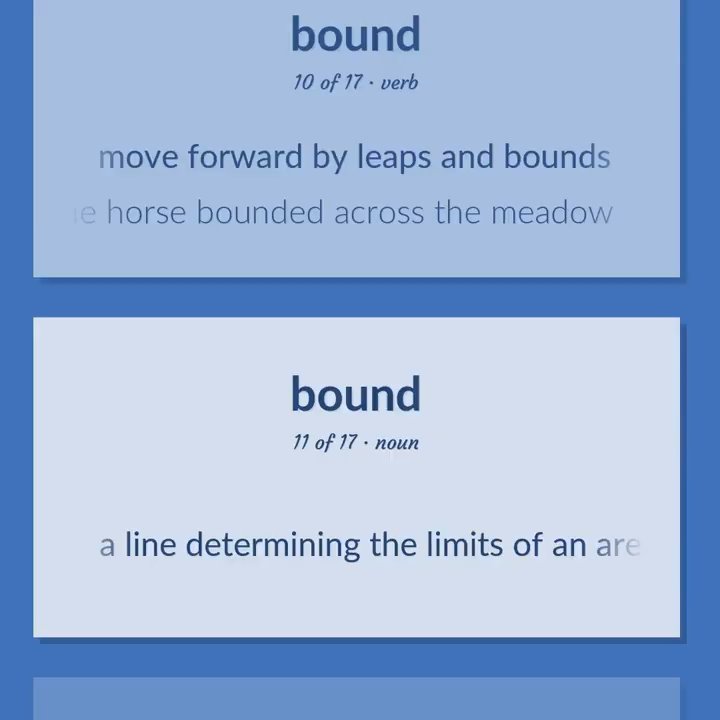 bound
10 of 17 · verb
move forward by leaps and bounds
horse bounded across the meadow
bound
11 of 17 · noun
a line determining the limits of an are